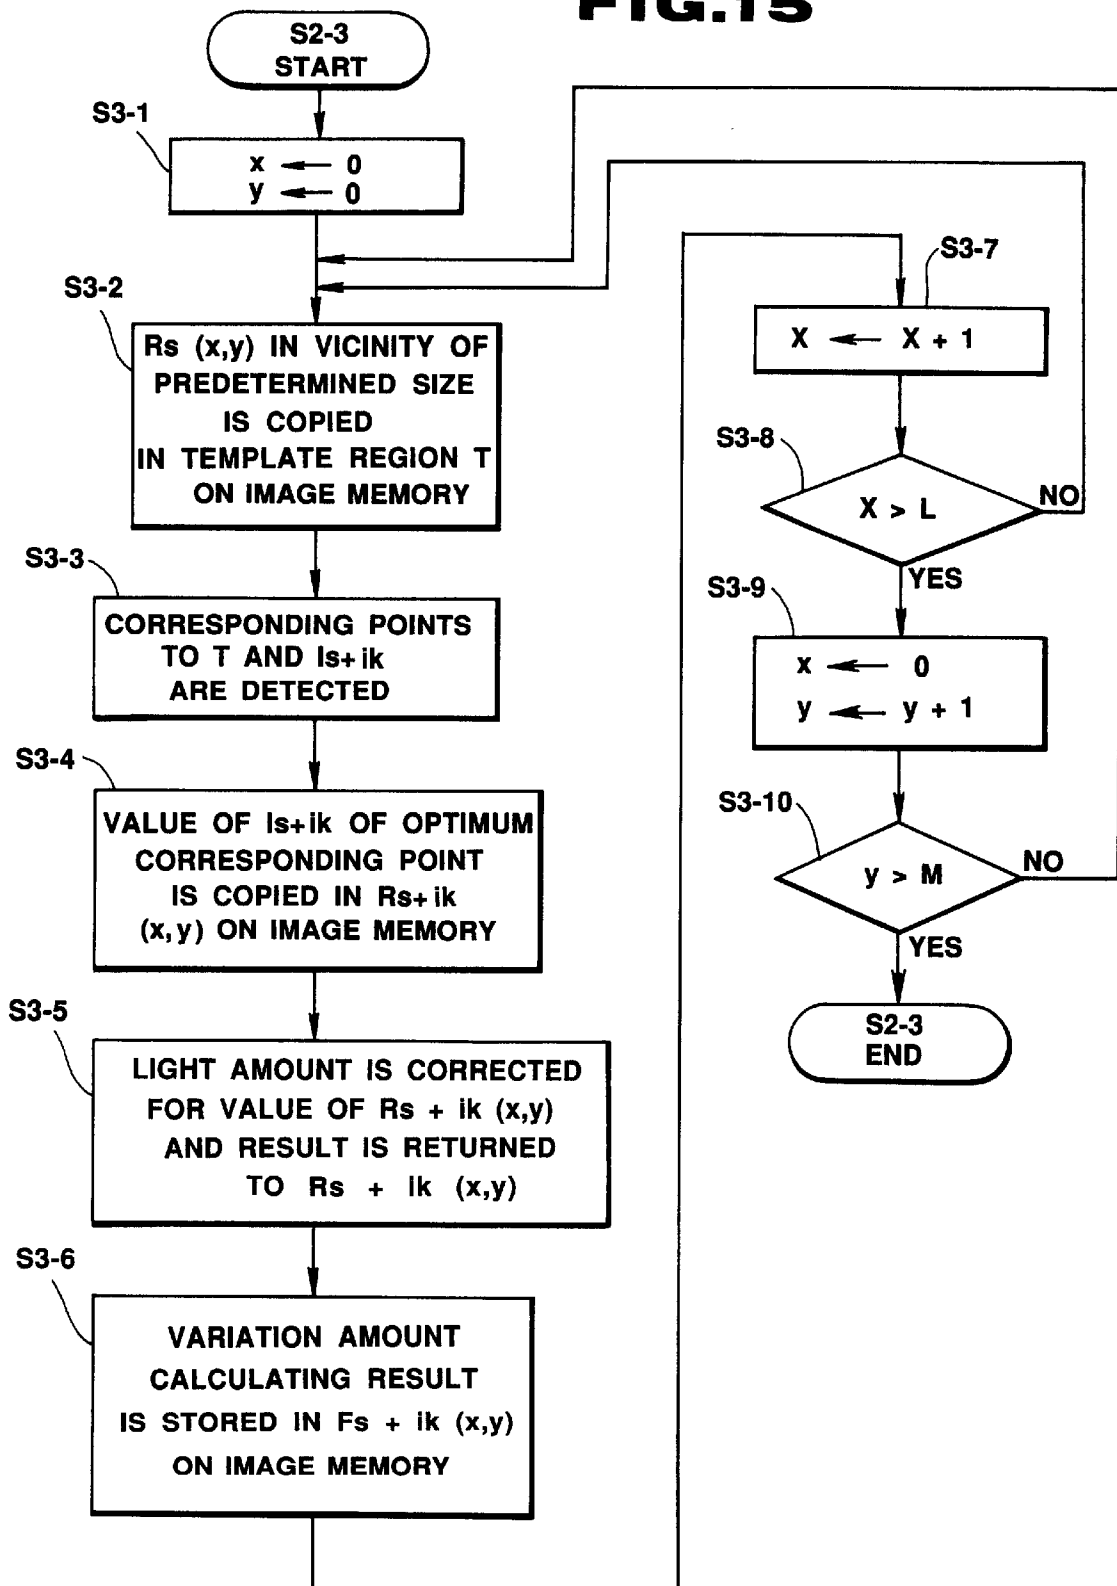 FIG.15
S2-3
START
S3-1
x ← 0
y ← 0
S3-2
Rs (x,y) IN VICINITY OF
PREDETERMINED SIZE
IS COPIED
IN TEMPLATE REGION T
ON IMAGE MEMORY
S3-3
CORRESPONDING POINTS
TO T AND Is+ik
ARE DETECTED
S3-4
VALUE OF Is+ik OF OPTIMUM
CORRESPONDING POINT
IS COPIED IN Rs+ik
(x,y) ON IMAGE MEMORY
S3-5
LIGHT AMOUNT IS CORRECTED
FOR VALUE OF Rs + ik (x,y)
AND RESULT IS RETURNED
TO Rs + ik (x,y)
S3-6
VARIATION AMOUNT
CALCULATING RESULT
IS STORED IN Fs + ik (x,y)
ON IMAGE MEMORY
S3-7
X ← X + 1
S3-8
X > L
NO
YES
S3-9
x ← 0
y ← y + 1
S3-10
y > M
NO
YES
S2-3
END